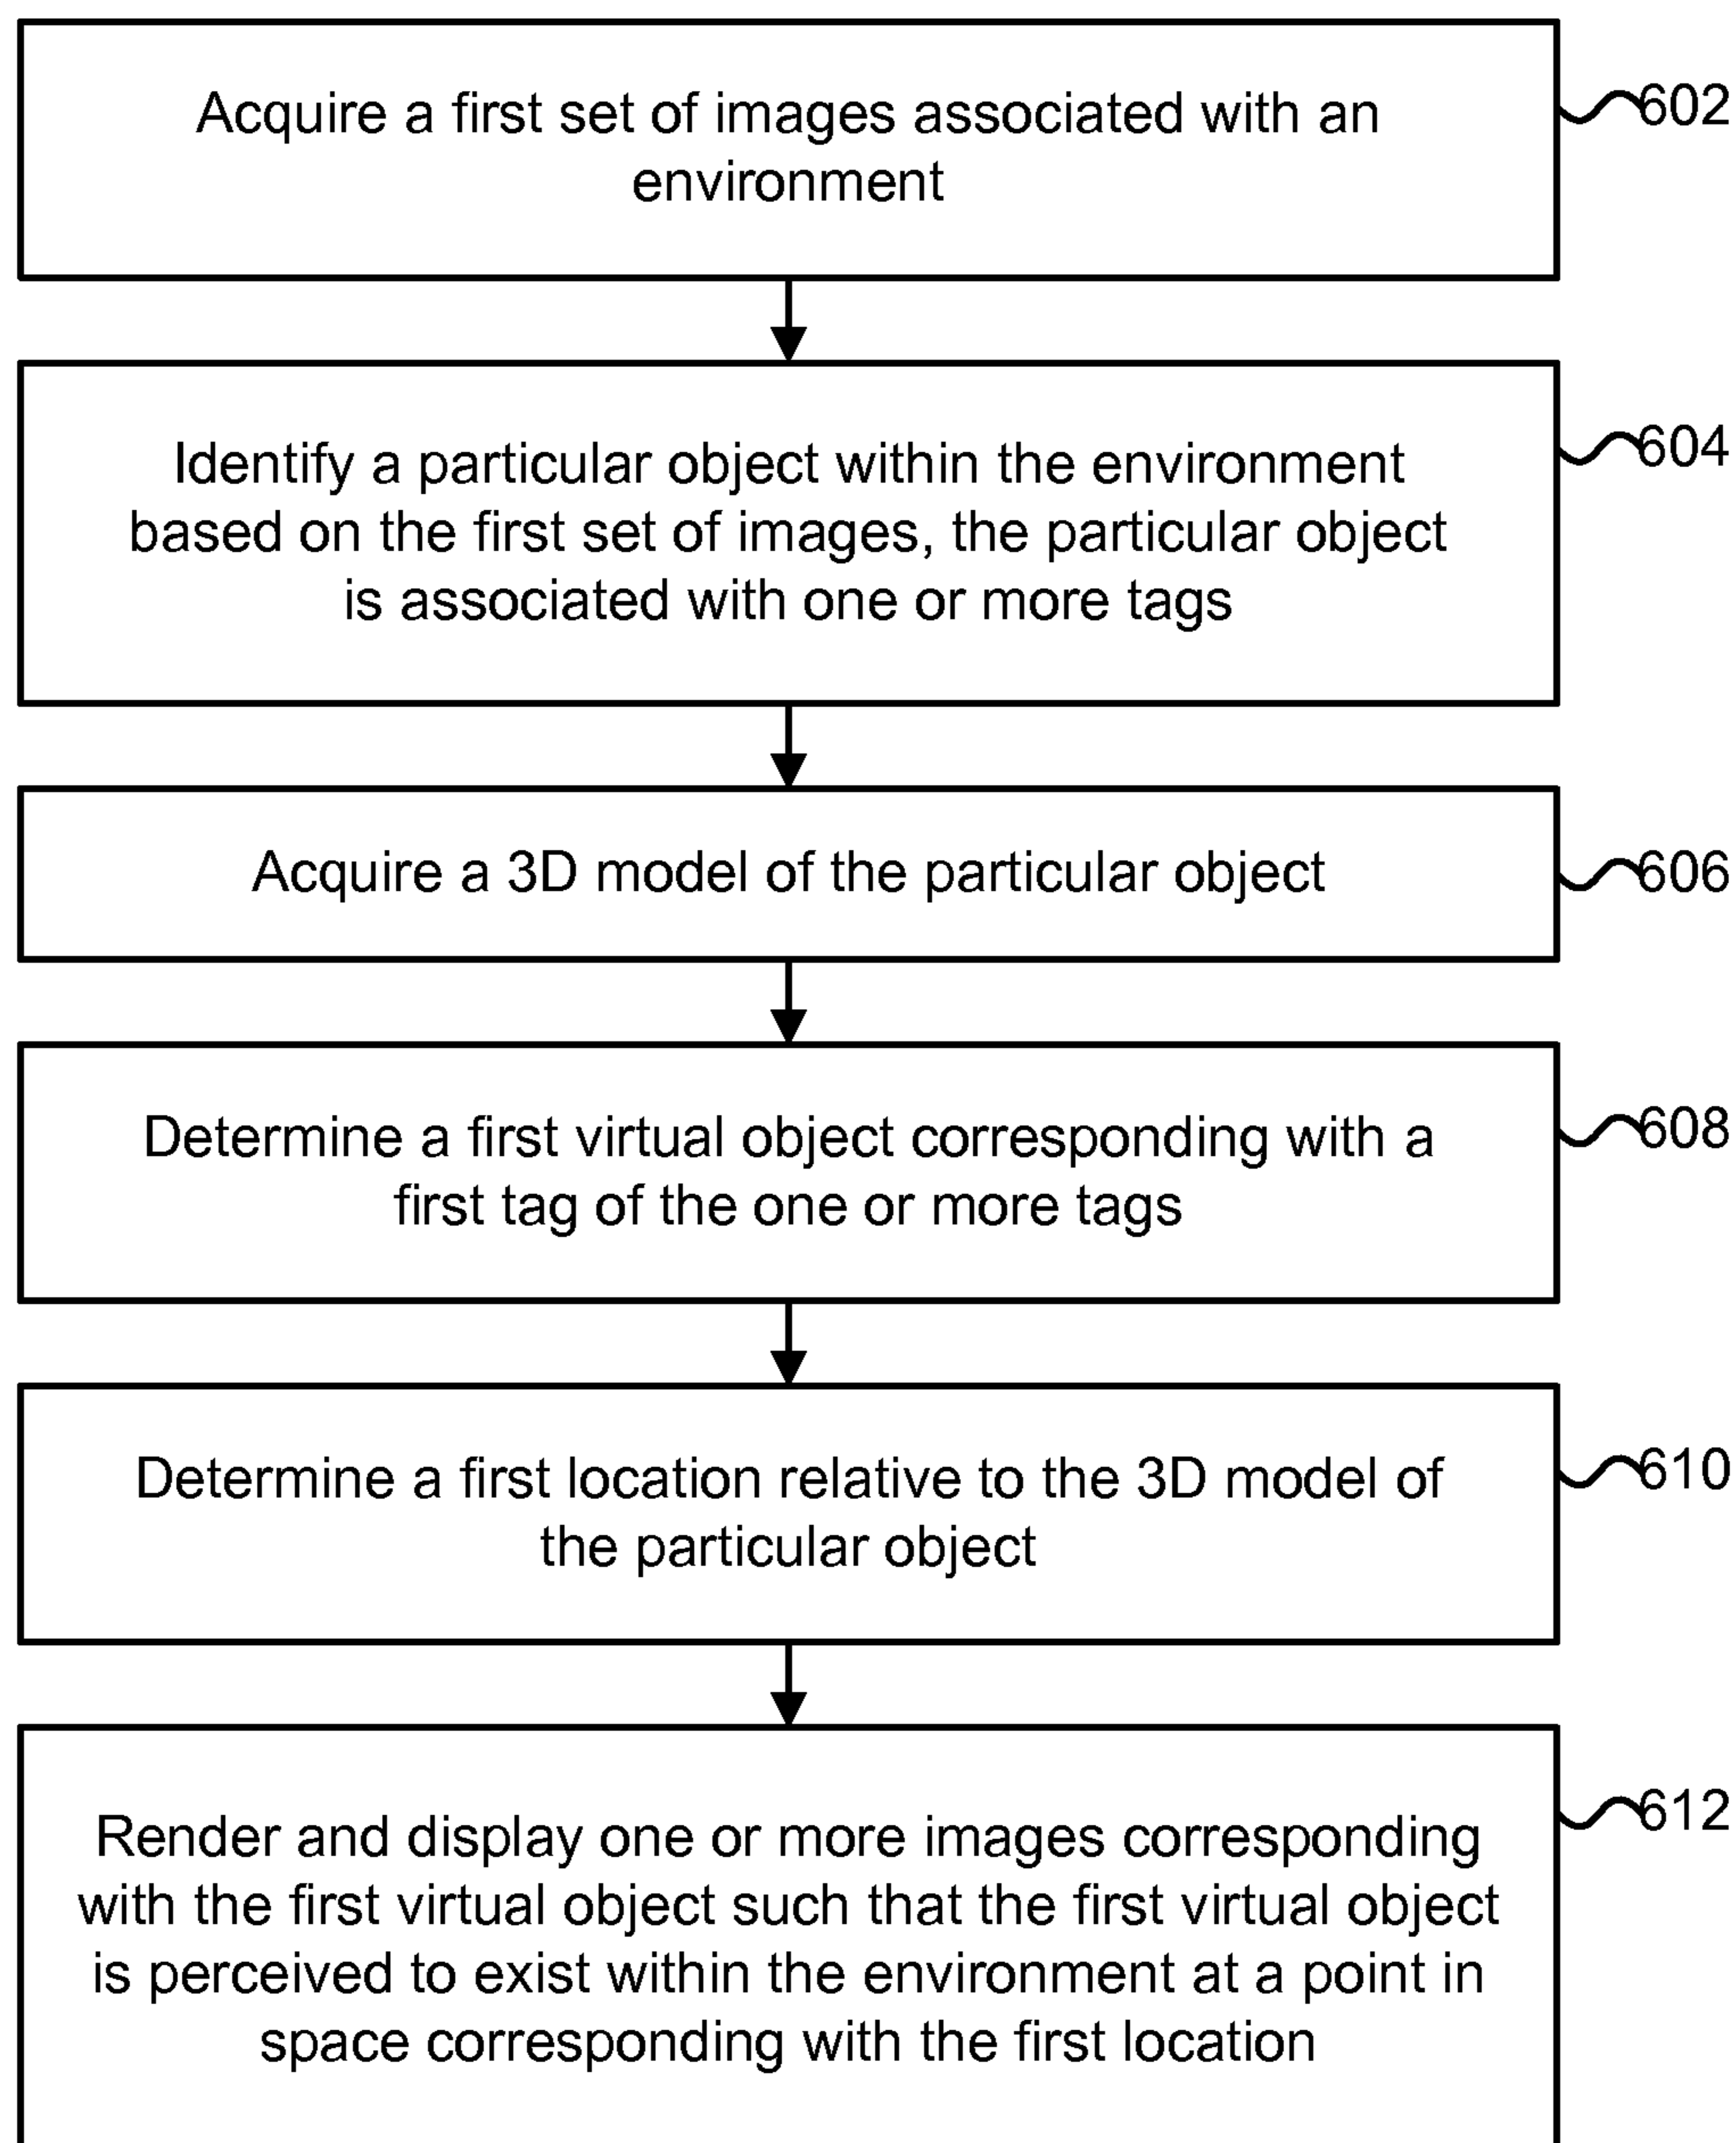 Acquire a first set of images associated with an
environment
602
Identify a particular object within the environment
based on the first set of images, the particular object
is associated with one or more tags
604
Acquire a 3D model of the particular object
606
Determine a first virtual object corresponding with a
first tag of the one or more tags
608
Determine a first location relative to the 3D model of
the particular object
610
Render and display one or more images corresponding
with the first virtual object such that the first virtual object
is perceived to exist within the environment at a point in
space corresponding with the first location
612